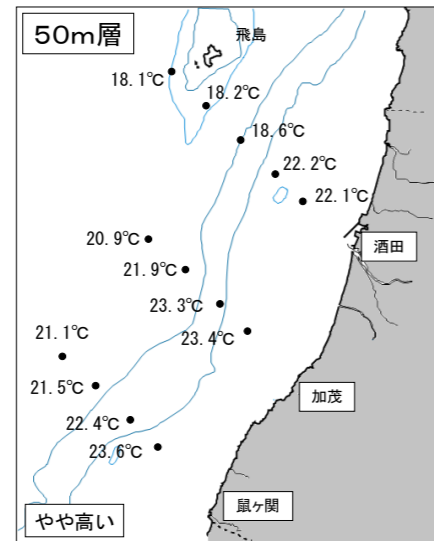 50m層
飛島
18.1℃
18.2℃
18.6℃
22.2℃
22.1℃
20.9℃
酒田
21.9℃
23.3℃
23.4℃
21.1℃
21.5℃
加茂
22.4℃
23.6℃
鼠ヶ関
やや高い